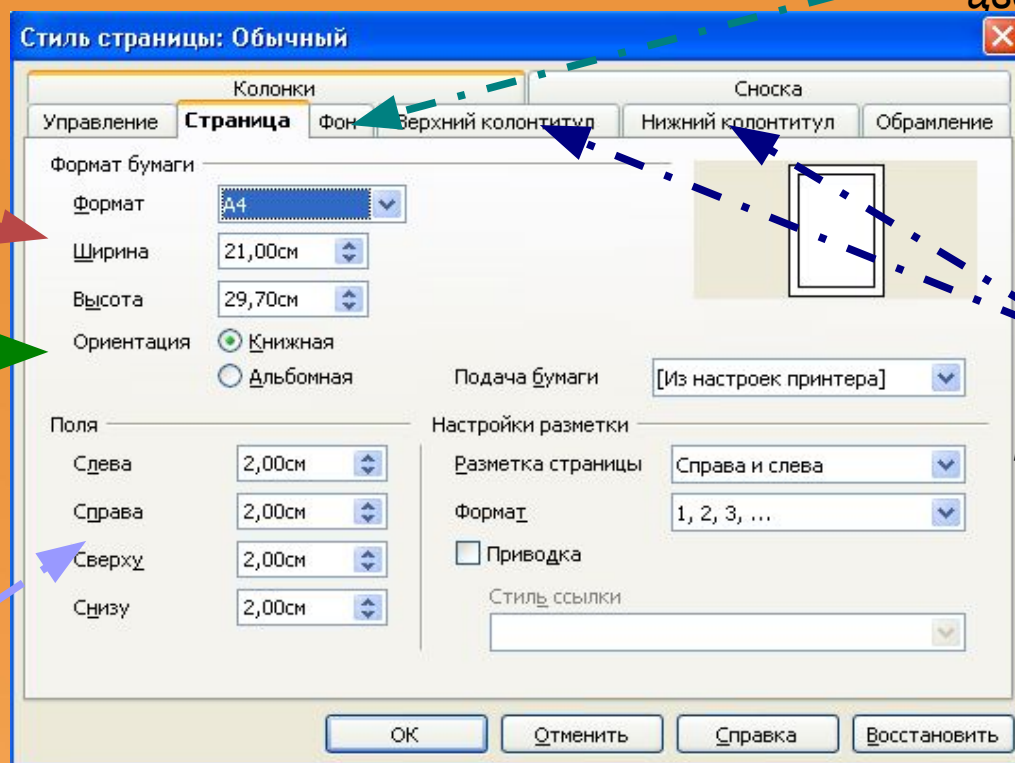 Стиль страницы: Обычный
Колонки Сноска
Управление Страница Фон Верхний колонтитул Нижний колонтитул Обрамление
Формат бумаги
Формат A4
Ширина 21,00см
Высота 29,70см
Ориентация Книжная
Альбомная Подача бумаги [Из настроек принтера]
Поля Настройки разметки
Слева 2,00см Разметка страницы Справа и слева
Справа 2,00см Формат 1, 2, 3, ...
Сверху 2,00см Приводка
Снизу 2,00см Стиль ссылки
ОК Отменить Справка Восстановить